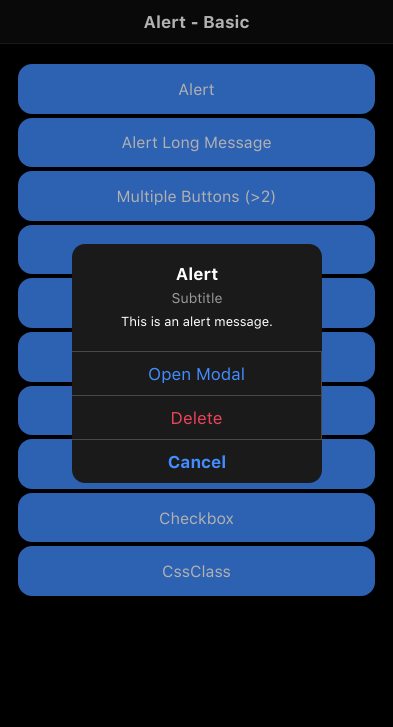 Alert - Basic
Alert
Alert Long Message
Multiple Buttons (>2)
Alert
Subtitle
This is an alert message.
Open Modal
Delete
Cancel
Checkbox
CssClass